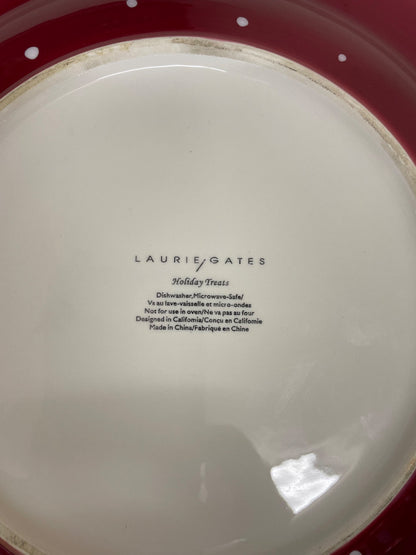 LAURIE GATES
Holiday Treats
Dishwasher,Microwave-Safe/
Vs au lave-vaisselle et micro-ondes
Not for use in oven/Ne va pas au four
Designed in California/Conçu en Californie
Made in China/Fabriqué en Chine